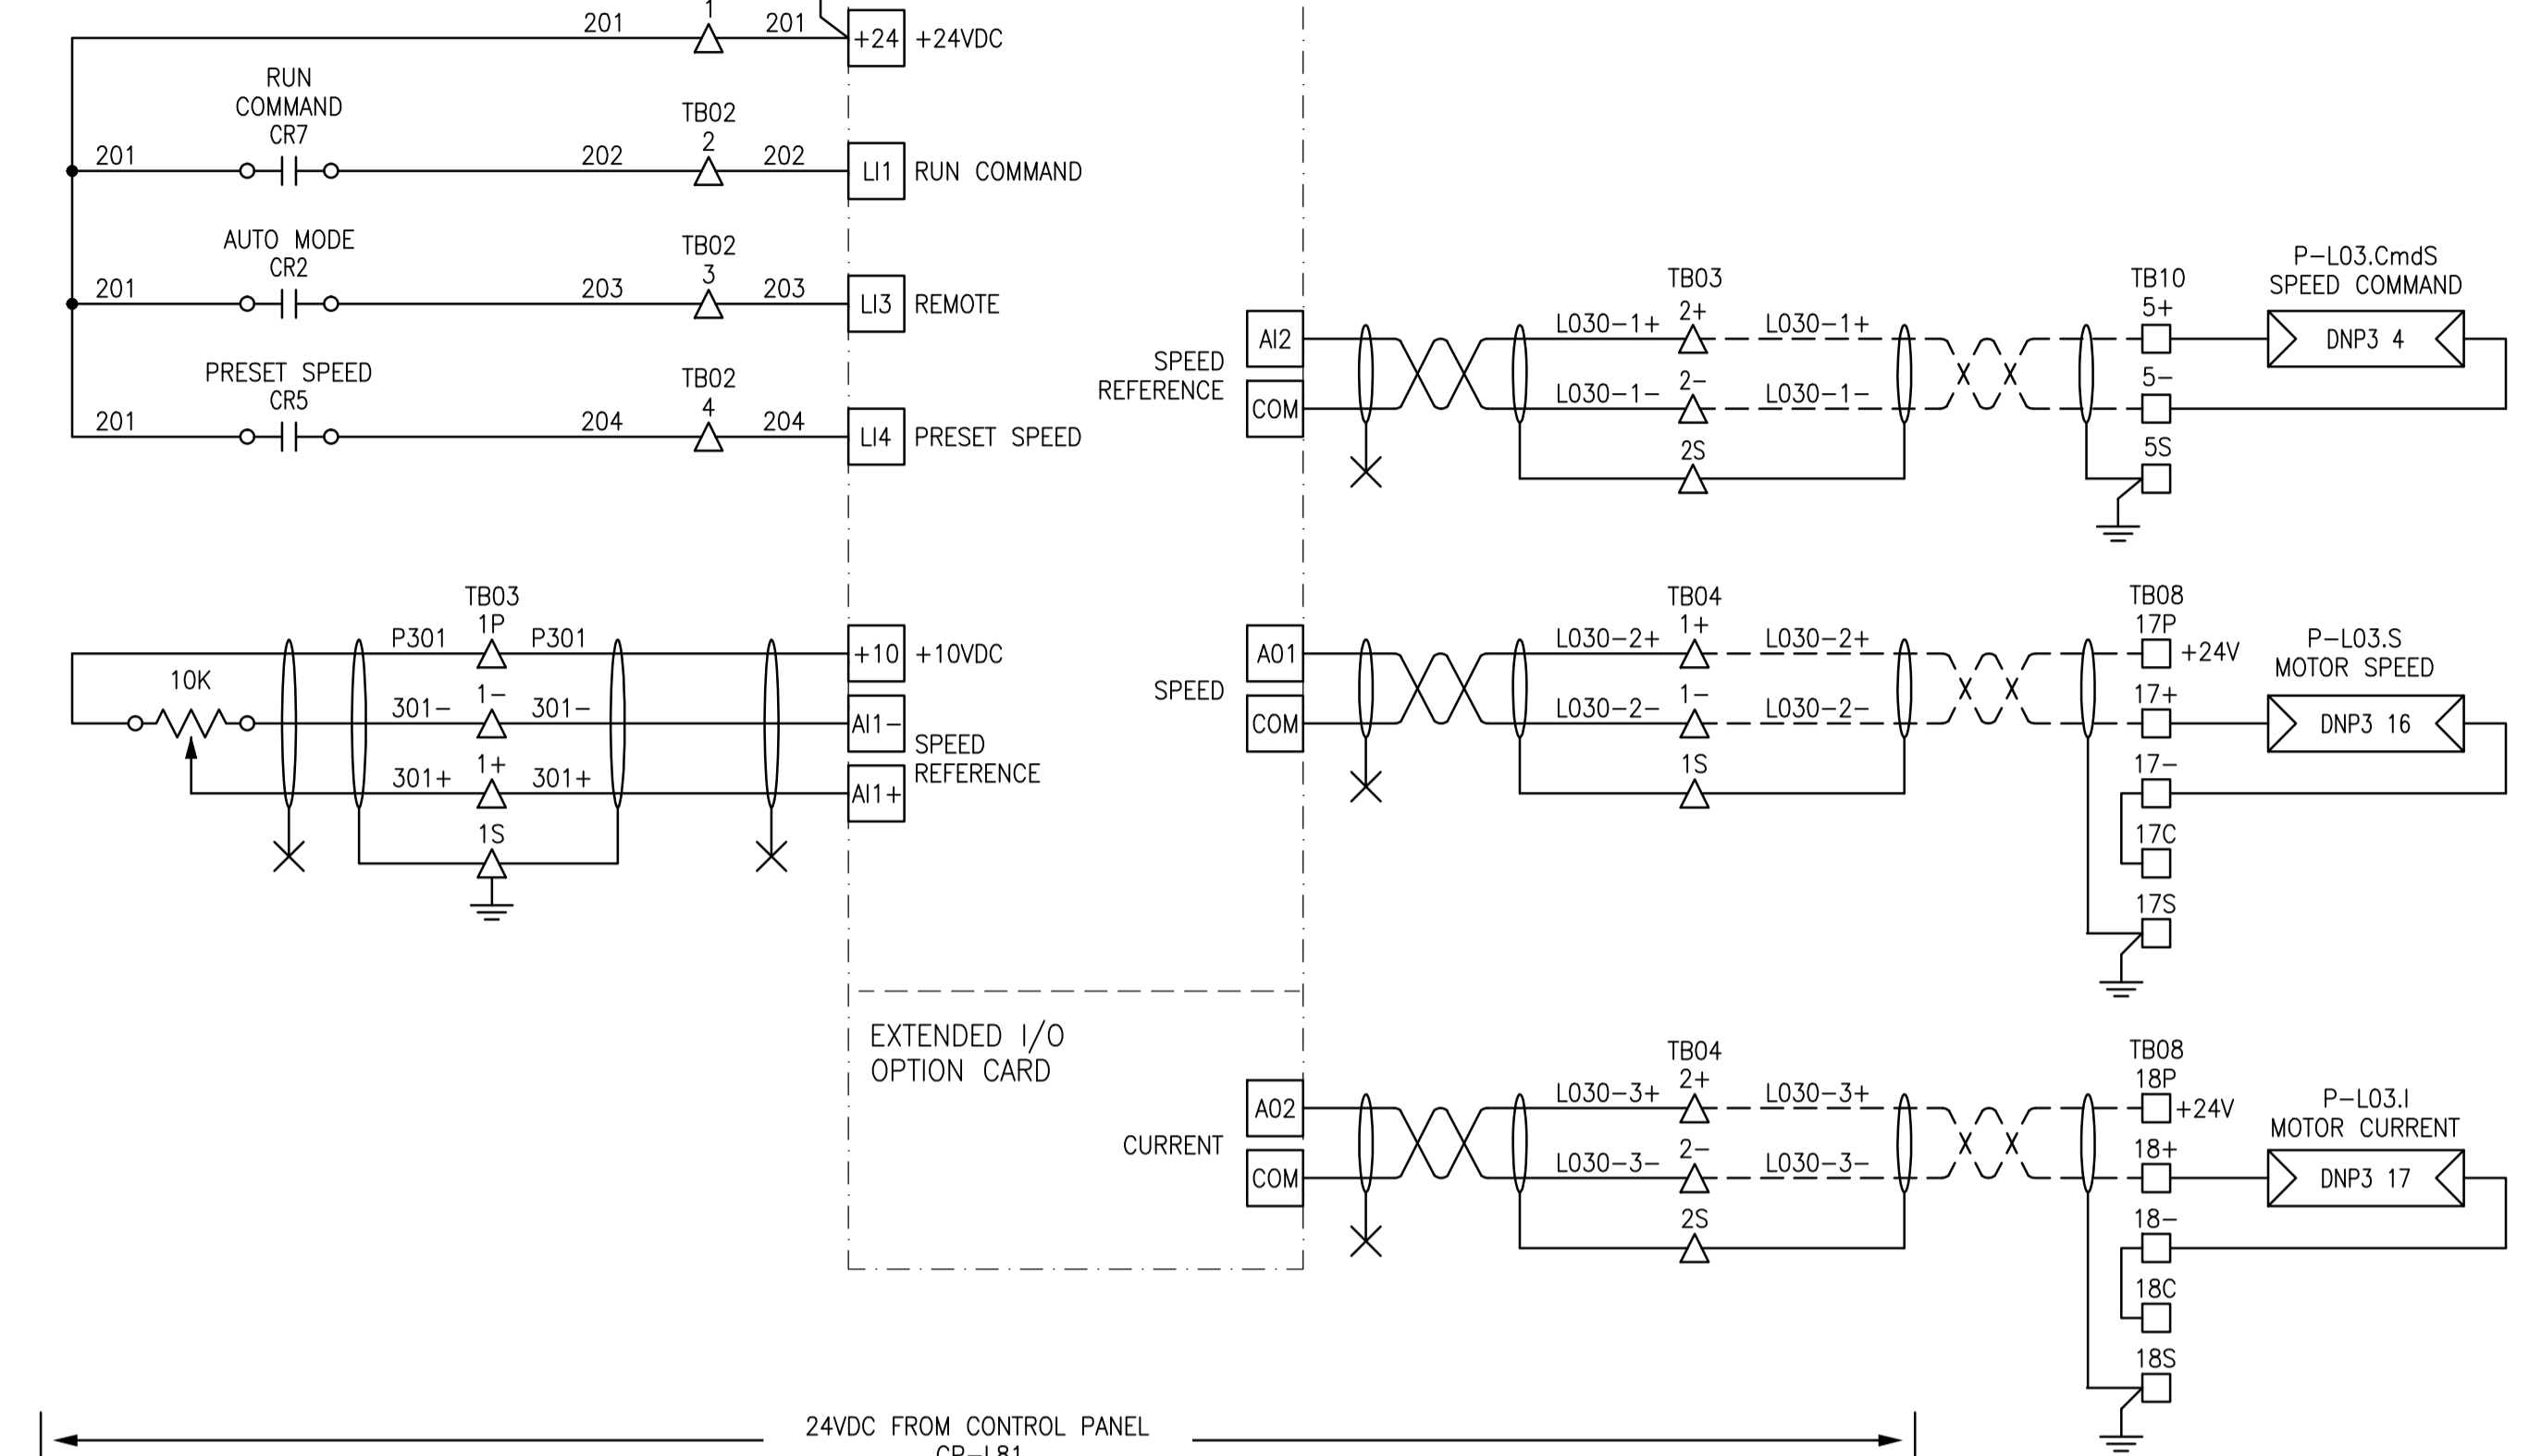 1
201
201
+24
+24VDC
RUN
COMMAND
CR7
TB02
2
201
202
202
LI1
RUN COMMAND
AUTO MODE
CR2
TB02
3
201
203
203
LI3
REMOTE
PRESET SPEED
CR5
TB02
4
201
204
204
LI4
PRESET SPEED
TB03
1P
P301
P301
+10
+10VDC
10K
1-
301-
301-
AI1-
SPEED
REFERENCE
1+
301+
301+
AI1+
1S
SPEED
REFERENCE
AI2
COM
TB03
2+
L030-1+
L030-1+
2-
L030-1-
L030-1-
2S
TB10
5+
5-
5S
P-L03.CmdS
SPEED COMMAND
DNP3 4
SPEED
AO1
COM
TB04
1+
L030-2+
L030-2+
1-
L030-2-
L030-2-
1S
TB08
17P
+24V
17+
17-
17C
17S
P-L03.S
MOTOR SPEED
DNP3 16
EXTENDED I/O
OPTION CARD
CURRENT
AO2
COM
TB04
2+
L030-3+
L030-3+
2-
L030-3-
L030-3-
2S
TB08
18P
+24V
18+
18-
18C
18S
P-L03.I
MOTOR CURRENT
DNP3 17
24VDC FROM CONTROL PANEL
CP-L81